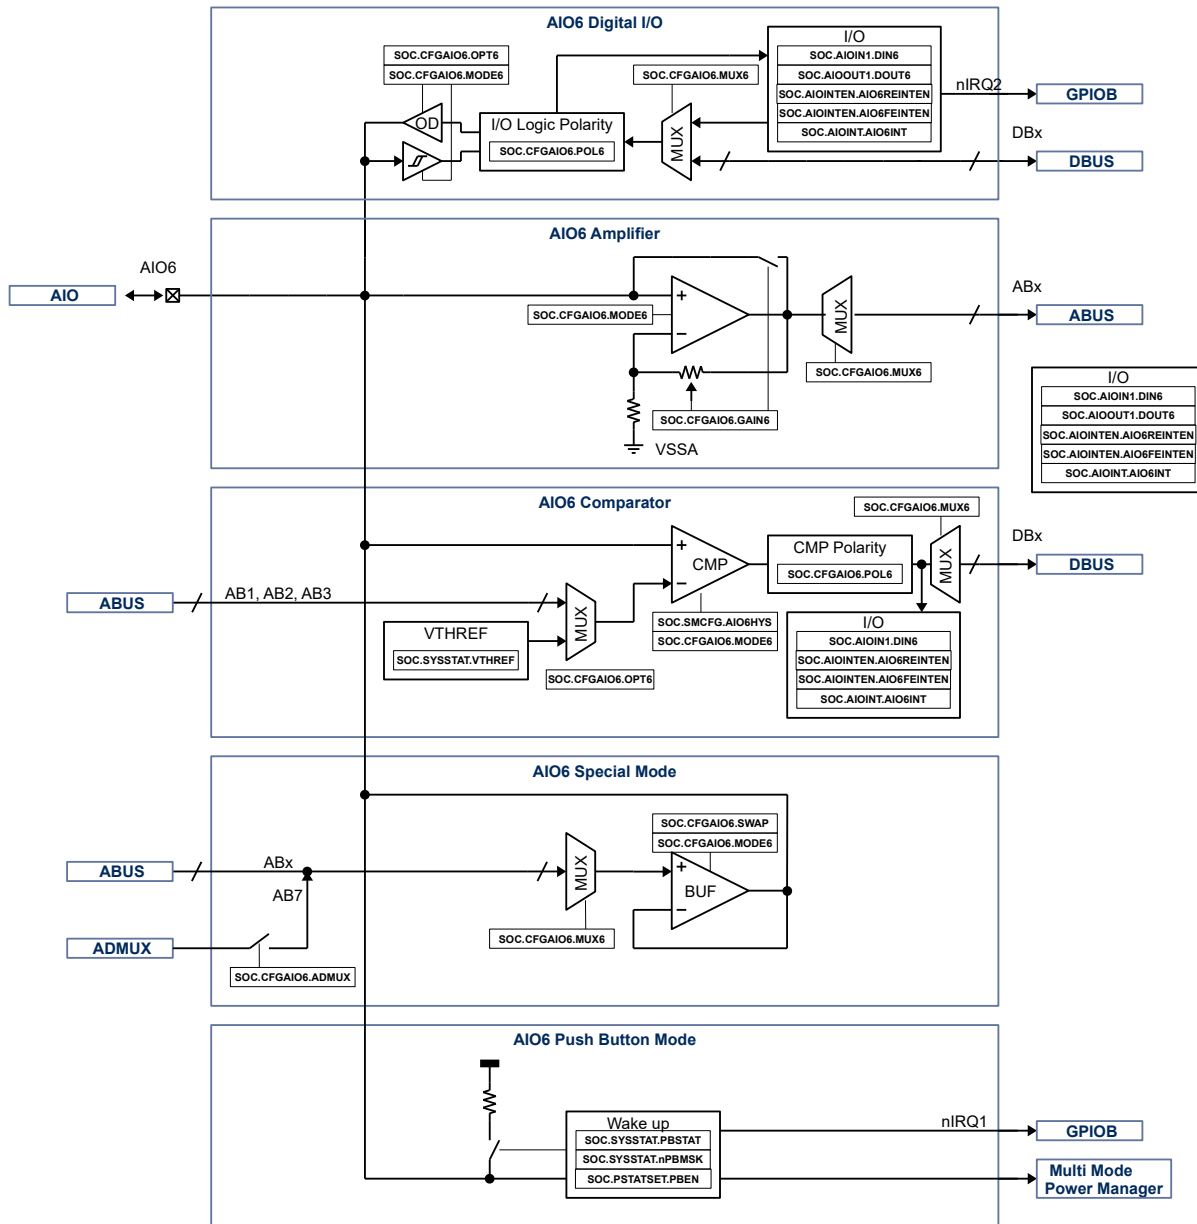 AIO6 Digital I/O
SOC.CFGAIO6.OPT6
SOC.CFGAIO6.MODE6
OD
I/O Logic Polarity
SOC.CFGAIO6.POL6
SOC.CFGAIO6.MUX6
MUX
I/O
SOC.AIOIN1.DIN6
SOC.AIOOUT1.DOUT6
SOC.AIOINTEN.AIO6REINTEN
SOC.AIOINTEN.AIO6FEINTEN
SOC.AIOINT.AIO6INT
nIRQ2
GPIOB
DBx
DBUS
AIO6 Amplifier
AIO
AIO6
SOC.CFGAIO6.MODE6
+
−
MUX
SOC.CFGAIO6.MUX6
SOC.CFGAIO6.GAIN6
VSSA
ABx
ABUS
I/O
SOC.AIOIN1.DIN6
SOC.AIOOUT1.DOUT6
SOC.AIOINTEN.AIO6REINTEN
SOC.AIOINTEN.AIO6FEINTEN
SOC.AIOINT.AIO6INT
AIO6 Comparator
ABUS
AB1, AB2, AB3
VTHREF
SOC.SYSSTAT.VTHREF
MUX
SOC.CFGAIO6.OPT6
+
CMP
−
SOC.SMCFG.AIO6HYS
SOC.CFGAIO6.MODE6
CMP Polarity
SOC.CFGAIO6.POL6
SOC.CFGAIO6.MUX6
MUX
DBx
DBUS
I/O
SOC.AIOIN1.DIN6
SOC.AIOINTEN.AIO6REINTEN
SOC.AIOINTEN.AIO6FEINTEN
SOC.AIOINT.AIO6INT
AIO6 Special Mode
ABUS
ABx
AB7
ADMUX
SOC.CFGAIO6.ADMUX
MUX
SOC.CFGAIO6.MUX6
SOC.CFGAIO6.SWAP
SOC.CFGAIO6.MODE6
+
BUF
−
AIO6 Push Button Mode
Wake up
SOC.SYSSTAT.PBSTAT
SOC.SYSSTAT.nPBMSK
SOC.PSTATSET.PBEN
nIRQ1
GPIOB
Multi Mode
Power Manager